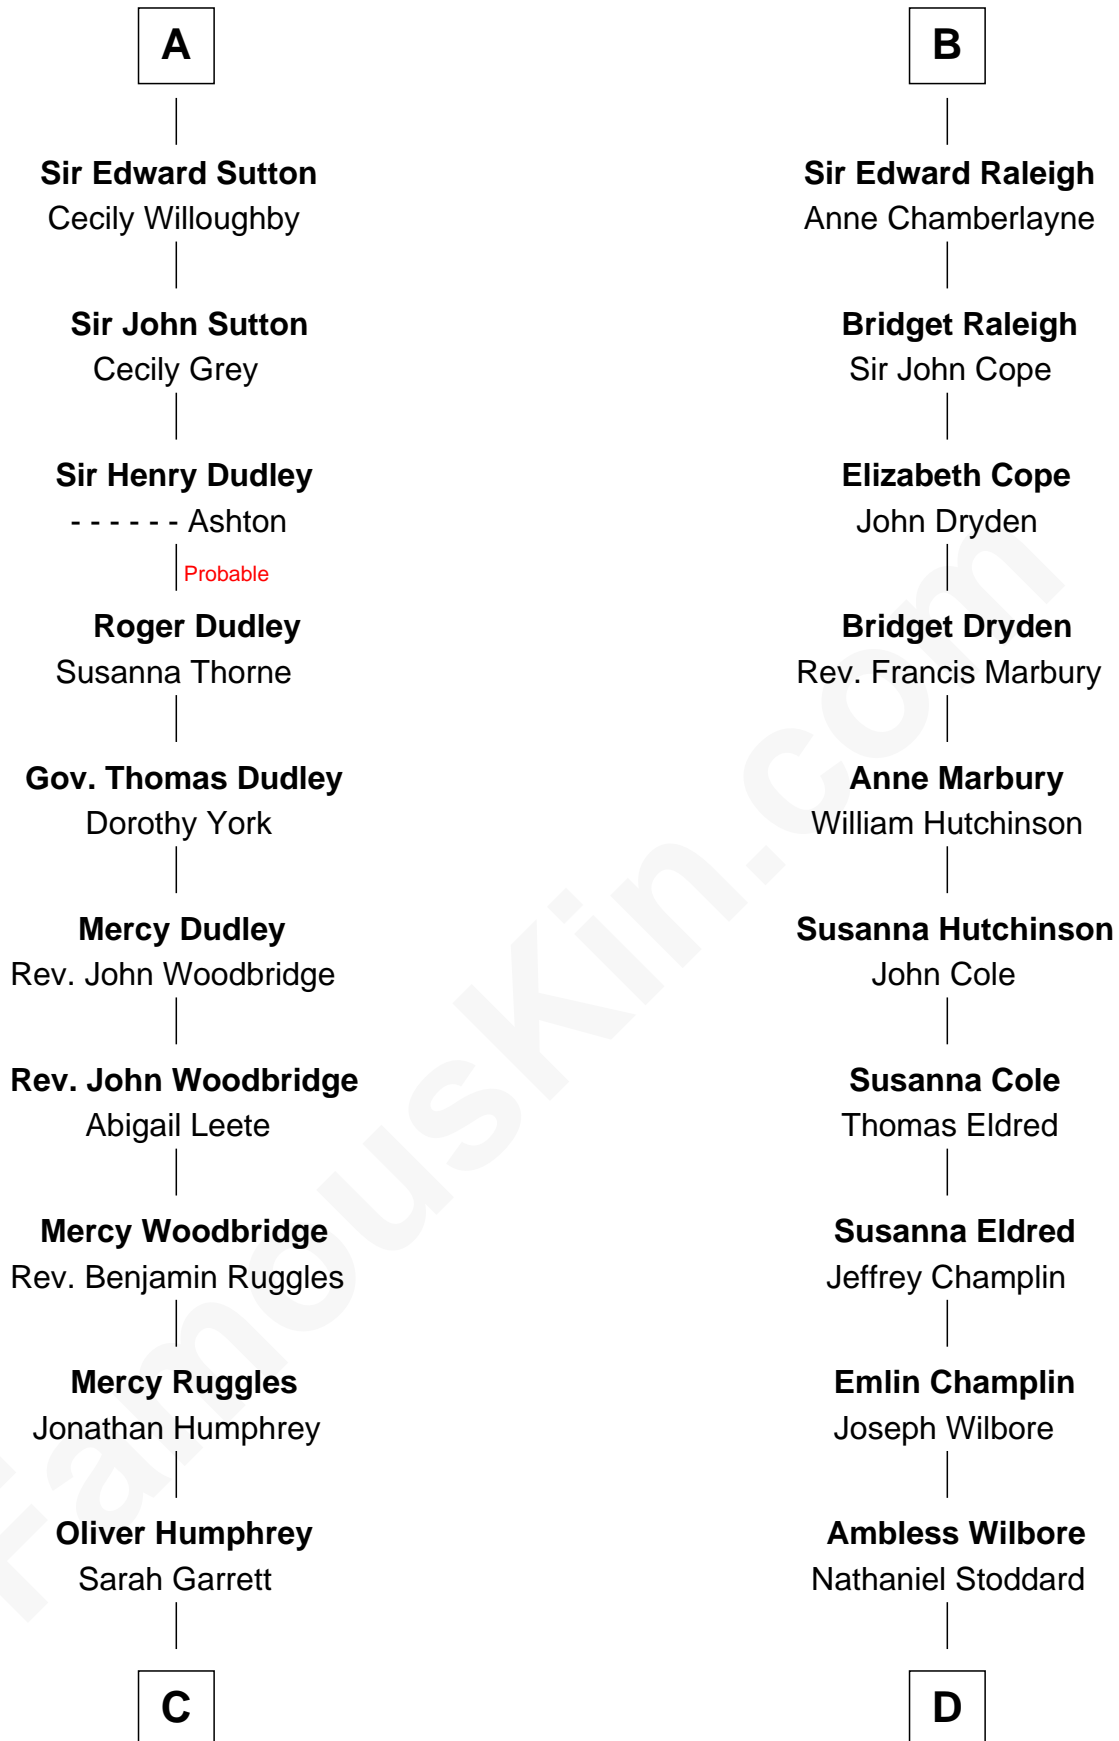 A
Sir Edward Sutton
Cecily Willoughby
Sir John Sutton
Cecily Grey
Sir Henry Dudley
- - - - - - Ashton
Probable
Roger Dudley
Susanna Thorne
Gov. Thomas Dudley
Dorothy York
Mercy Dudley
Rev. John Woodbridge
Rev. John Woodbridge
Abigail Leete
Mercy Woodbridge
Rev. Benjamin Ruggles
Mercy Ruggles
Jonathan Humphrey
Oliver Humphrey
Sarah Garrett
C
B
Sir Edward Raleigh
Anne Chamberlayne
Bridget Raleigh
Sir John Cope
Elizabeth Cope
John Dryden
Bridget Dryden
Rev. Francis Marbury
Anne Marbury
William Hutchinson
Susanna Hutchinson
John Cole
Susanna Cole
Thomas Eldred
Susanna Eldred
Jeffrey Champlin
Emlin Champlin
Joseph Wilbore
Ambless Wilbore
Nathaniel Stoddard
D
FamousKin.com